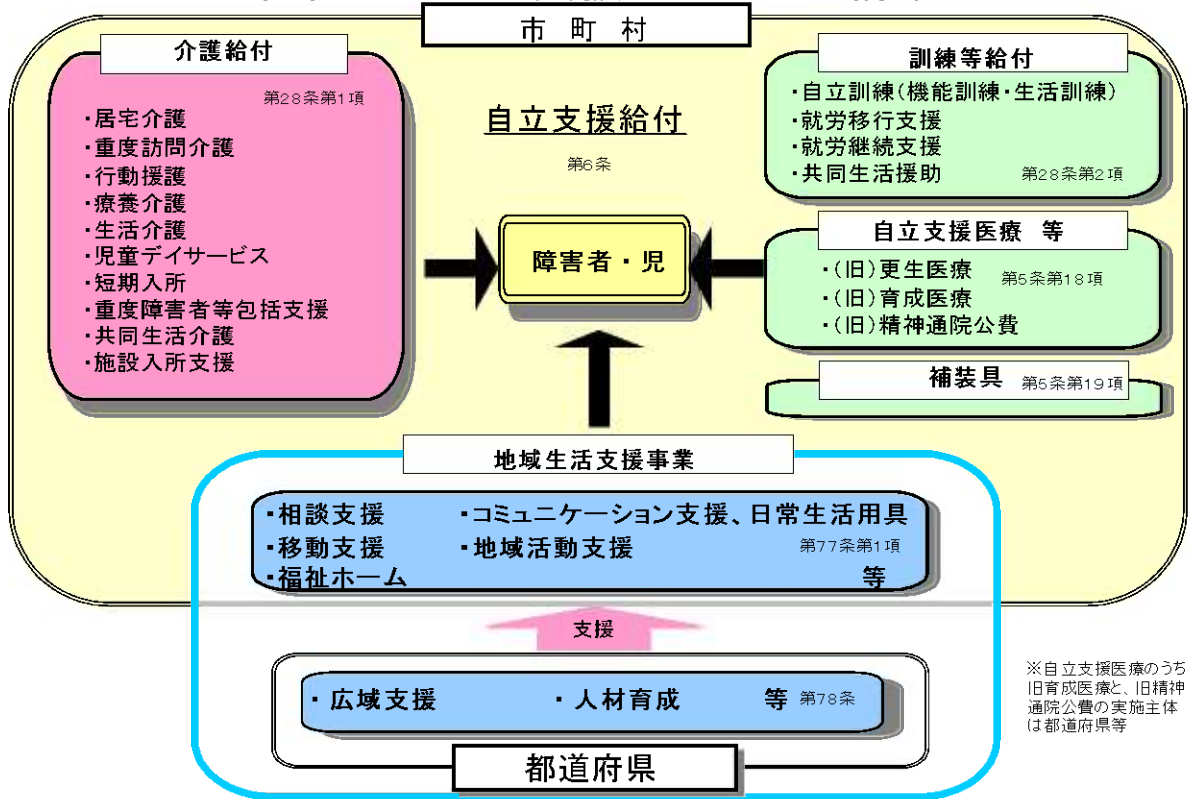 市 町 村
介護給付
第28条第1項
・居宅介護
・重度訪問介護
・行動援護
・療養介護
・生活介護
・児童デイサービス
・短期入所
・重度障害者等包括支援
・共同生活介護
・施設入所支援
自立支援給付
第6条
障害者・児
訓練等給付
・自立訓練(機能訓練・生活訓練)
・就労移行支援
・就労継続支援
・共同生活援助 第28条第2項
自立支援医療 等
・(旧)更生医療 第5条第18項
・(旧)育成医療
・(旧)精神通院公費
補装具 第5条第19項
地域生活支援事業
・相談支援 ・コミュニケーション支援、日常生活用具
・移動支援 ・地域活動支援 第77条第1項
・福祉ホーム 等
支援
・広域支援 ・人材育成 等 第78条
都道府県
※自立支援医療のうち
旧育成医療と、旧精神
通院公費の実施主体
は都道府県等